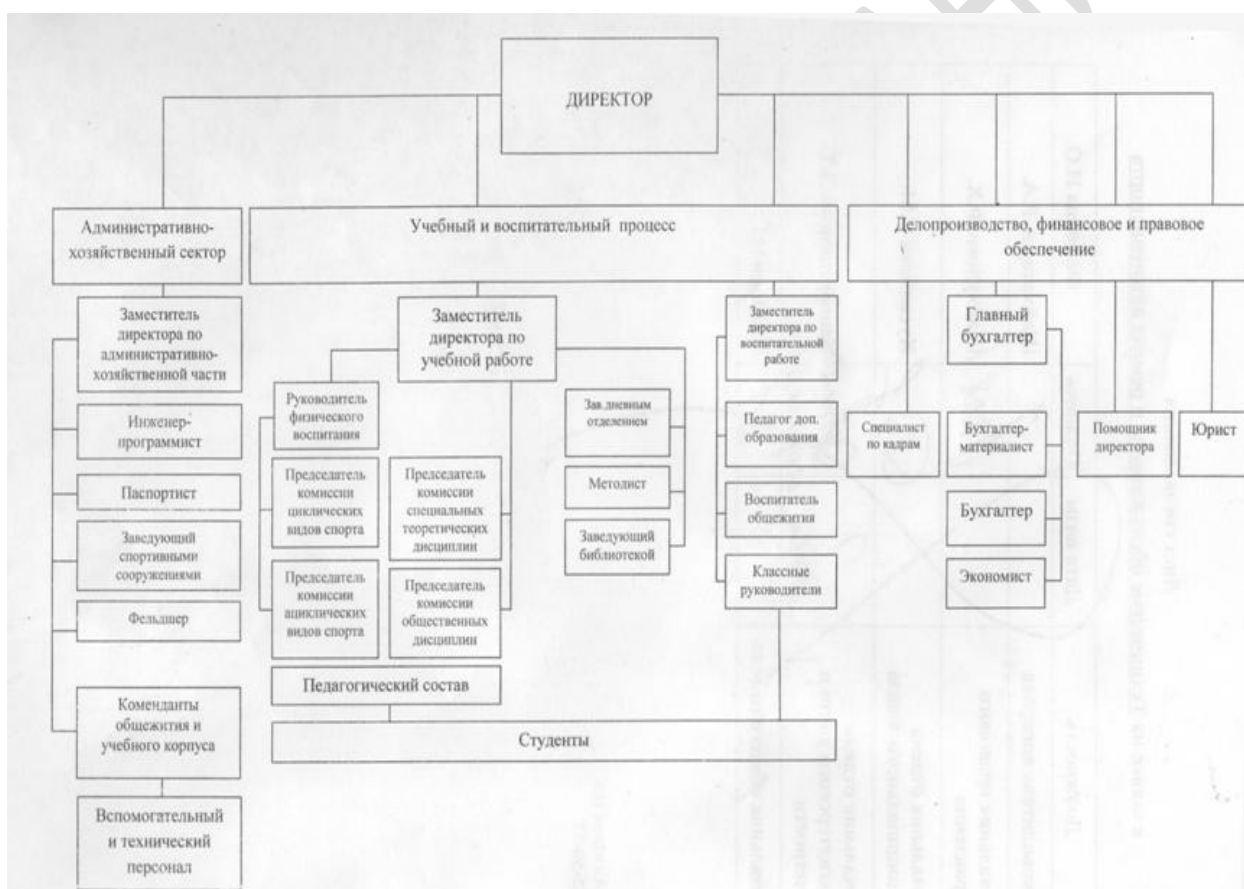 ДИРЕКТОР
Административно-
хозяйственный сектор
Учебный и воспитательный процесс
Делопроизводство, финансовое и правовое
обеспечение
Заместитель
директора по
административно-
хозяйственной части
Инженер-
программист
Паспортист
Заведующий
спортивными
сооружениями
Фельдшер
Коменданты
общежития и
учебного корпуса
Вспомогательный
и технический
персонал
Заместитель
директора по
учебной работе
Руководитель
физического
воспитания
Председатель
комиссии
циклических
видов спорта
Председатель
комиссии
ациклических
видов спорта
Председатель
комиссии
специальных
теоретических
дисциплин
Председатель
комиссии
общественных
дисциплин
Зав.дневным
отделением
Методист
Заведующий
библиотекой
Педагогический состав
Студенты
Заместитель
директора по
воспитательной
работе
Педагог доп.
образования
Воспитатель
общежития
Классные
руководители
Главный
бухгалтер
Специалист
по кадрам
Бухгалтер-
материалист
Бухгалтер
Экономист
Помощник
директора
Юрист